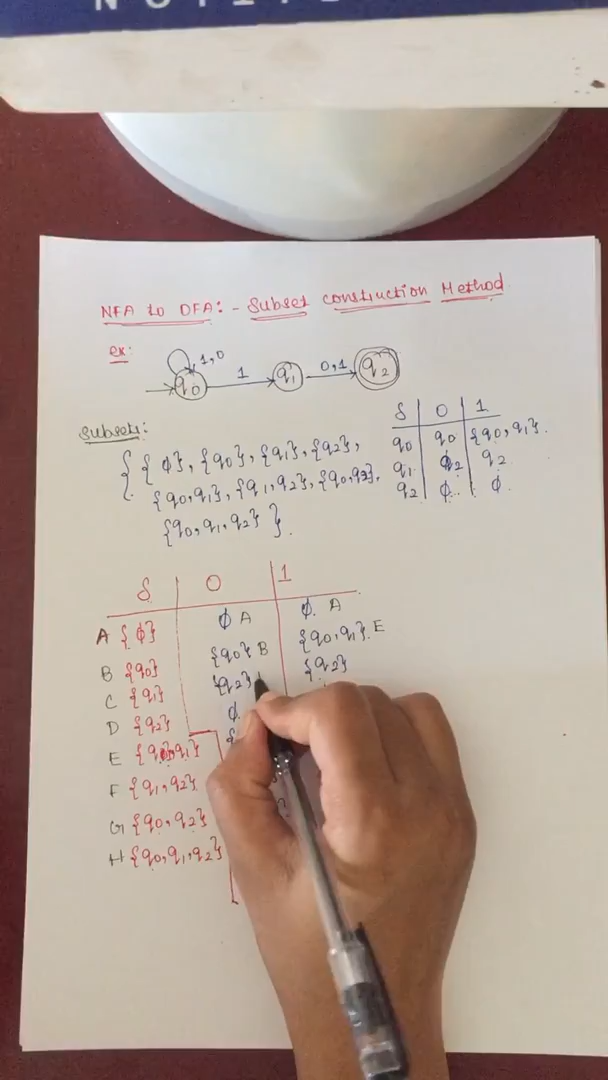 NFA to DFA:- Subset construction Method
ex:
1,0
q0 1 q1 0,1 q2
Subsets:
{ {ϕ}, {q0}, {q1}, {q2},
{q0,q1}, {q1,q2}, {q0,q2},
{q0,q1,q2} }.
δ 0 1
q0 q0 {q0,q1}.
q1 q2 q2
q2 ϕ ϕ.
δ 0 1
A {ϕ} ϕ A ϕ. A
B {q0} {q0} B {q0,q1}. E
C {q1} {q2} {q2}
D {q2} ϕ
E {q0,q1}
F {q1,q2}
G {q0,q2}
H {q0,q1,q2}